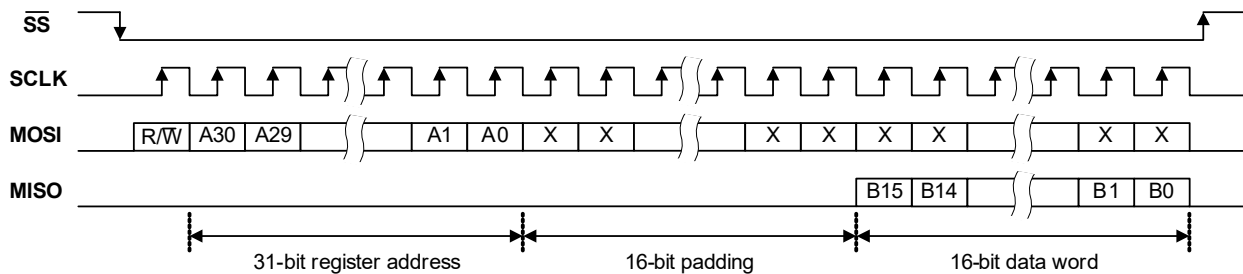 SS
SCLK
MOSI R/W A30 A29 A1 A0 X X X X X X X X
MISO B15 B14 B1 B0
31-bit register address 16-bit padding 16-bit data word